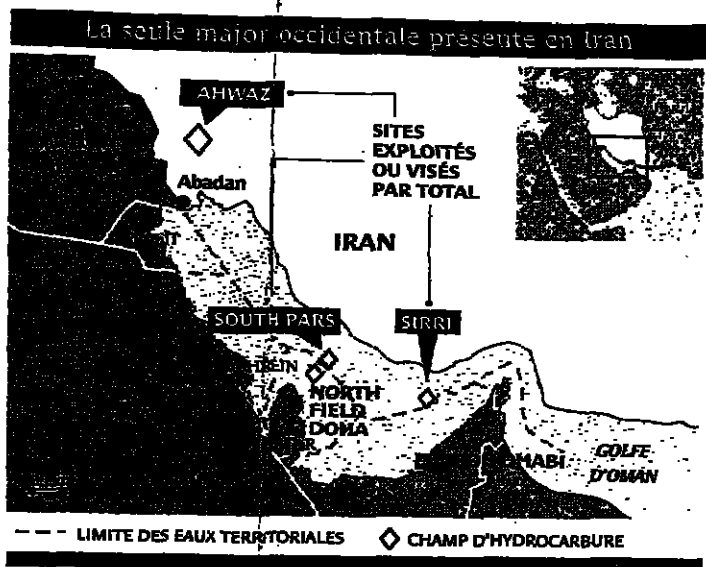 La seule major occidentale présente en Iran
AHWAZ
SITES
EXPLOITÉS
OU VISÉS
PAR TOTAL
Abadan
IRAN
SOUTH PARS
SIRRI
NORTH
FIELD
DOHA
GOLFE
D'OMAN
LIMITE DES EAUX TERRITORIALES
CHAMP D'HYDROCARBURE